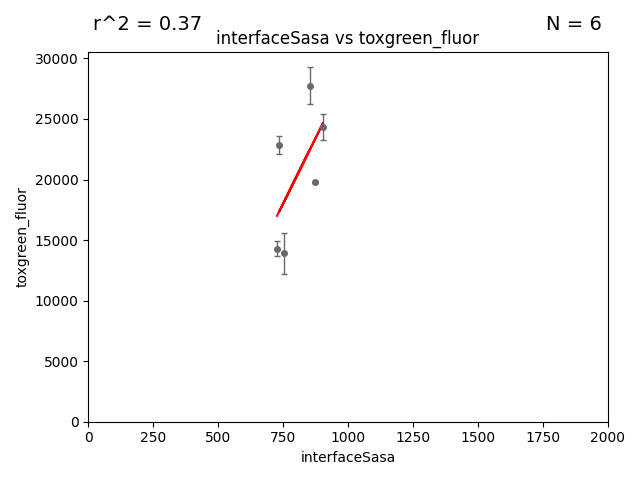 r^2 = 0.37
N = 6
interfaceSasa vs toxgreen_fluor
30000
25000
20000
15000
10000
5000
0
toxgreen_fluor
0 250 500 750 1000 1250 1500 1750 2000
interfaceSasa